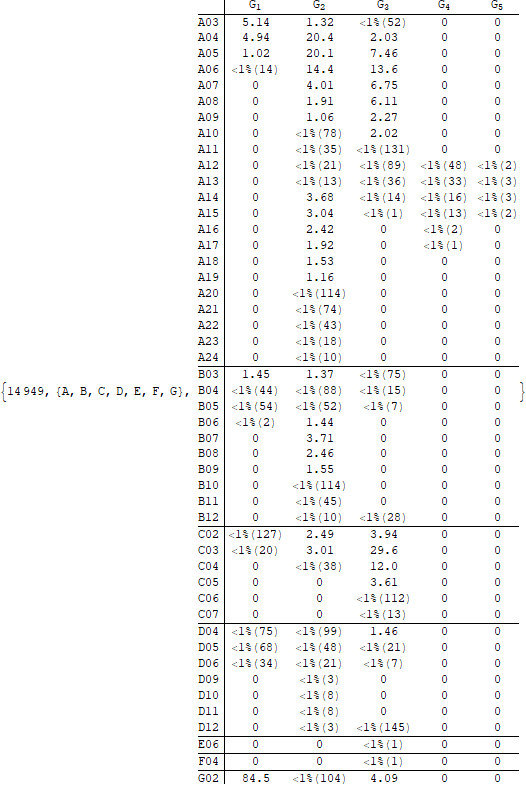 G1 G2 G3 G4 G5
A03 5.14 1.32 <1%(52) 0 0
A04 4.94 20.4 2.03 0 0
A05 1.02 20.1 7.46 0 0
A06 <1%(14) 14.4 13.6 0 0
A07 0 4.01 6.75 0 0
A08 0 1.91 6.11 0 0
A09 0 1.06 2.27 0 0
A10 0 <1%(78) 2.02 0 0
A11 0 <1%(35) <1%(131) 0 0
A12 0 <1%(21) <1%(89) <1%(48) <1%(2)
A13 0 <1%(13) <1%(36) <1%(33) <1%(3)
A14 0 3.68 <1%(14) <1%(16) <1%(3)
A15 0 3.04 <1%(1) <1%(13) <1%(2)
A16 0 2.42 0 <1%(2) 0
A17 0 1.92 0 <1%(1) 0
A18 0 1.53 0 0 0
A19 0 1.16 0 0 0
A20 0 <1%(114) 0 0 0
A21 0 <1%(74) 0 0 0
A22 0 <1%(43) 0 0 0
A23 0 <1%(18) 0 0 0
A24 0 <1%(10) 0 0 0
B03 1.45 1.37 <1%(75) 0 0
{14949, {A, B, C, D, E, F, G}, B04 <1%(44) <1%(88) <1%(15) 0 0 }
B05 <1%(54) <1%(52) <1%(7) 0 0
B06 <1%(2) 1.44 0 0 0
B07 0 3.71 0 0 0
B08 0 2.46 0 0 0
B09 0 1.55 0 0 0
B10 0 <1%(114) 0 0 0
B11 0 <1%(45) 0 0 0
B12 0 <1%(10) <1%(28) 0 0
C02 <1%(127) 2.49 3.94 0 0
C03 <1%(20) 3.01 29.6 0 0
C04 0 <1%(38) 12.0 0 0
C05 0 0 3.61 0 0
C06 0 0 <1%(112) 0 0
C07 0 0 <1%(13) 0 0
D04 <1%(75) <1%(99) 1.46 0 0
D05 <1%(68) <1%(48) <1%(21) 0 0
D06 <1%(34) <1%(21) <1%(7) 0 0
D09 0 <1%(3) 0 0 0
D10 0 <1%(8) 0 0 0
D11 0 <1%(8) 0 0 0
D12 0 <1%(3) <1%(145) 0 0
E06 0 0 <1%(1) 0 0
F04 0 0 <1%(1) 0 0
G02 84.5 <1%(104) 4.09 0 0